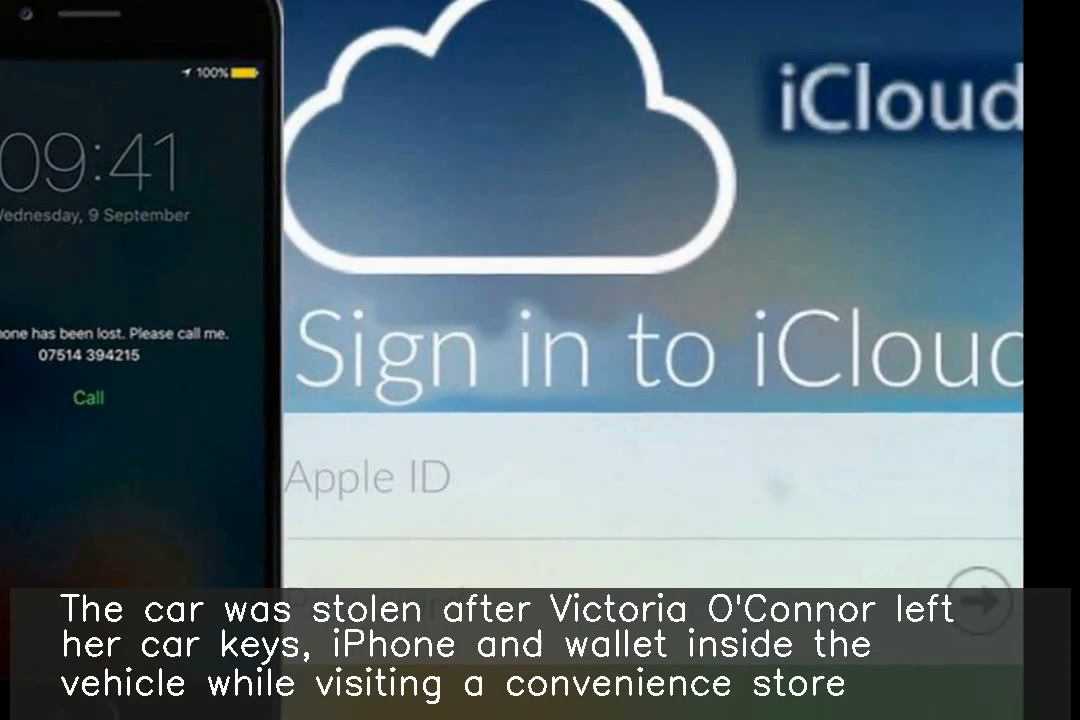 100%
09:41
Wednesday, 9 September
has been lost. Please call me.
07514 394215
Call
iCloud
Sign in to iCloud
Apple ID
The car was stolen after Victoria O'Connor left
her car keys, iPhone and wallet inside the
vehicle while visiting a convenience store